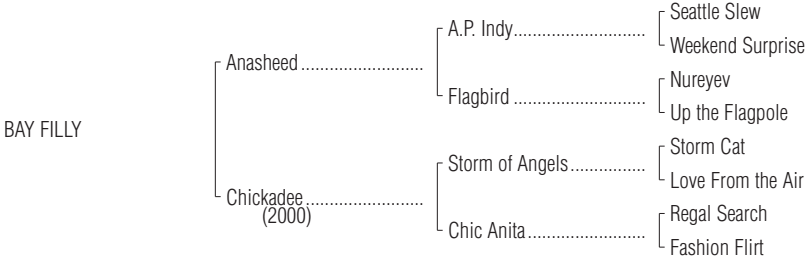 Seattle Slew
A.P. Indy............................
Weekend Surprise
Anasheed..........................
Nureyev
Flagbird............................
Up the Flagpole
BAY FILLY
Storm Cat
Storm of Angels................
Love From the Air
Chickadee.........................
(2000)
Regal Search
Chic Anita.........................
Fashion Flirt